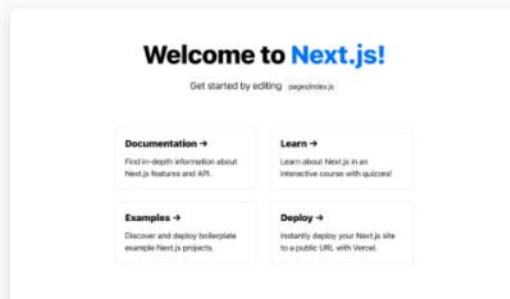 Welcome to Next.js!
Get started by editing pages/index.js
Documentation →
Find in-depth information about
Next.js features and API.
Learn →
Learn about Next.js in an
interactive course with quizzes!
Examples →
Discover and deploy boilerplate
example Next.js projects.
Deploy →
Instantly deploy your Next.js site
to a public URL with Vercel.